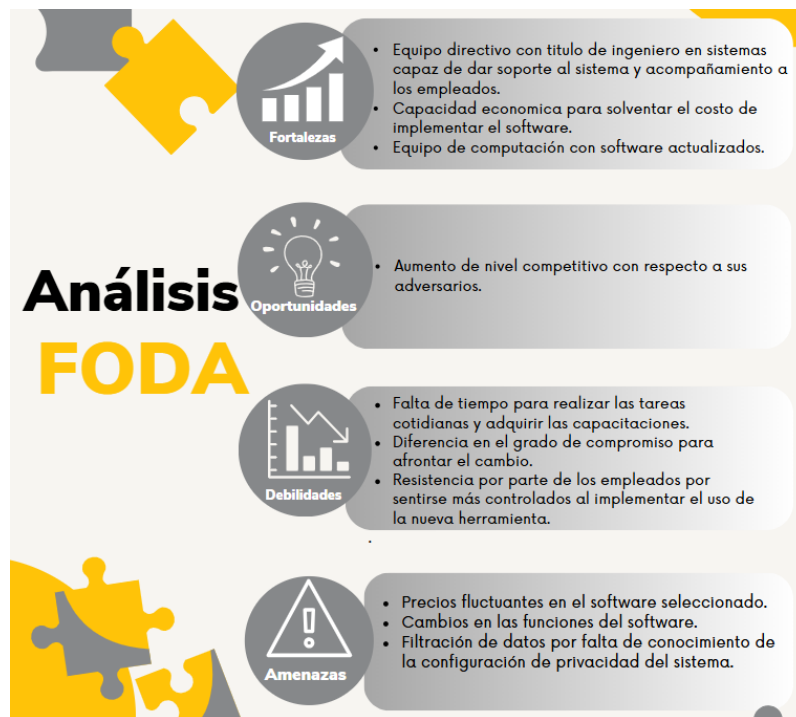 Análisis
FODA
Fortalezas
• Equipo directivo con titulo de ingeniero en sistemas
capaz de dar soporte al sistema y acompañamiento a
los empleados.
• Capacidad economica para solventar el costo de
implementar el software.
• Equipo de computación con software actualizados.
Oportunidades
• Aumento de nivel competitivo con respecto a sus
adversarios.
Debilidades
• Falta de tiempo para realizar las tareas
cotidianas y adquirir las capacitaciones.
• Diferencia en el grado de compromiso para
afrontar el cambio.
• Resistencia por parte de los empleados por
sentirse más controlados al implementar el uso de
la nueva herramienta.
.
Amenazas
• Precios fluctuantes en el software seleccionado.
• Cambios en las funciones del software.
• Filtración de datos por falta de conocimiento de
la configuración de privacidad del sistema.